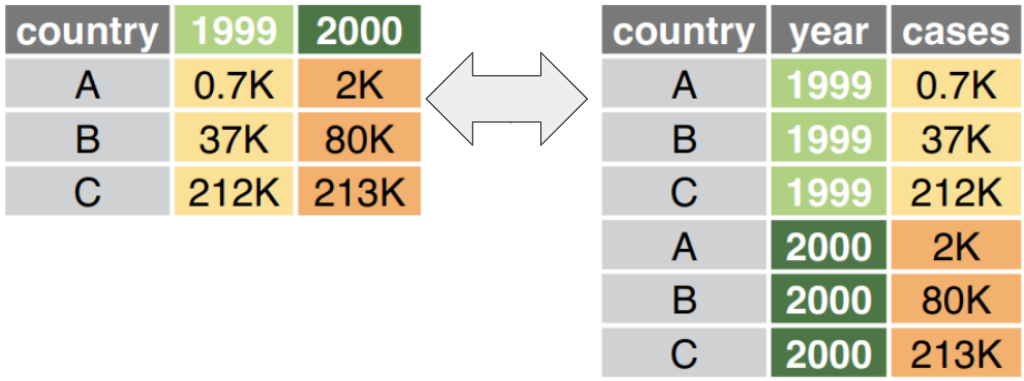 country 1999 2000
A 0.7K 2K
B 37K 80K
C 212K 213K
country year cases
A 1999 0.7K
B 1999 37K
C 1999 212K
A 2000 2K
B 2000 80K
C 2000 213K